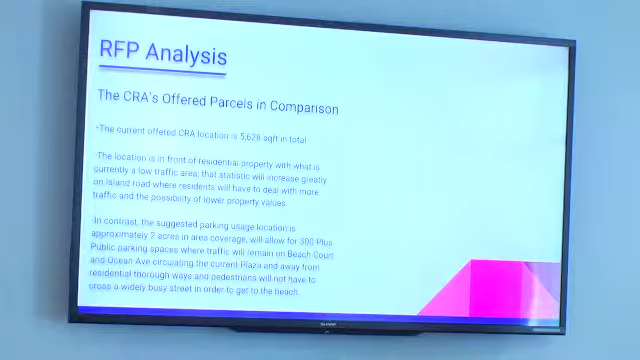 RFP Analysis
The CRA's Offered Parcels in Comparison
*The current offered CRA location is 5,628 sqft in total
·The location is in front of residential property with what is
currently a low traffic area, that statistic will increase greatly
on Island road where residents will have to deal with more
traffic and the possibility of lower property values
·In contrast, the suggested parking usage location is
approximately 2 acres in area coverage, will allow for 300 Plus
Public parking spaces where traffic will remain on Beach Court
and Ocean Ave circulating the current Plaza and away from
residential thorough ways and pedestrians will not have to
cross a widely busy street in order to get to the beach.
SHARP